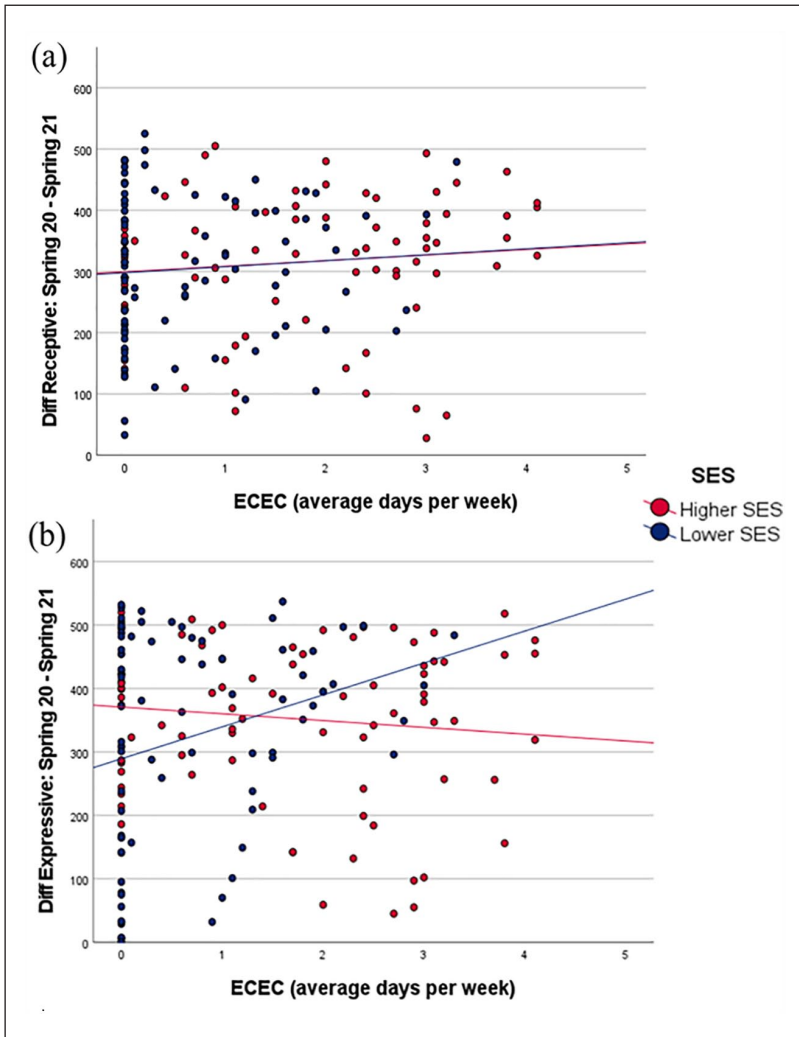 (a)
Diff Receptive: Spring 20 - Spring 21
600
500
400
300
200
100
0
0 1 2 3 4 5
ECEC (average days per week)
SES
Higher SES
Lower SES
(b)
Diff Expressive: Spring 20 - Spring 21
600
500
400
300
200
100
0
0 1 2 3 4 5
ECEC (average days per week)